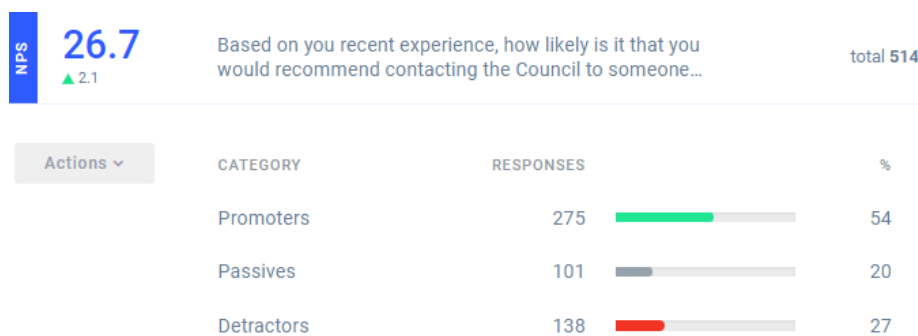 NPS
26.7
▲ 2.1
Based on you recent experience, how likely is it that you
would recommend contacting the Council to someone...
total 514
Actions
CATEGORY RESPONSES %
Promoters 275 54
Passives 101 20
Detractors 138 27